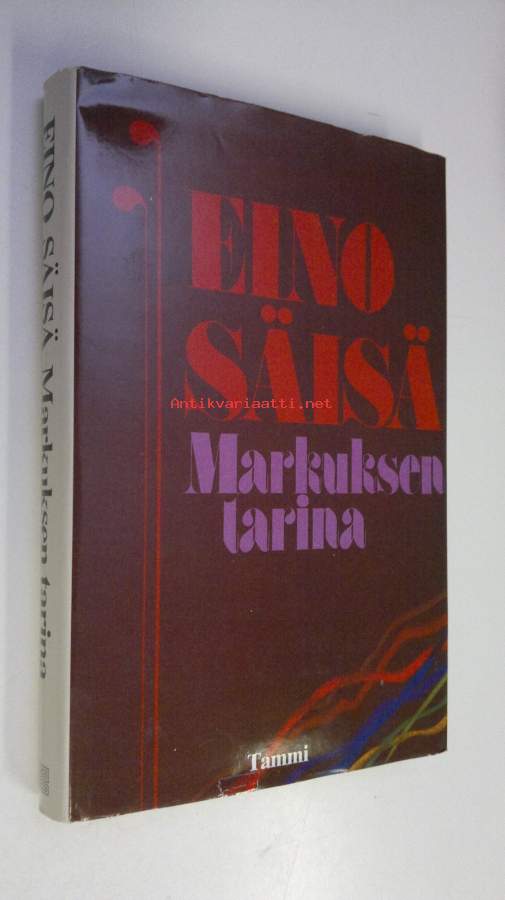 EINO SÄISÄ Markuksen tarina
EINO
SÄISÄ
Antikvariaatti.net
Markuksen
tarina
Tammi